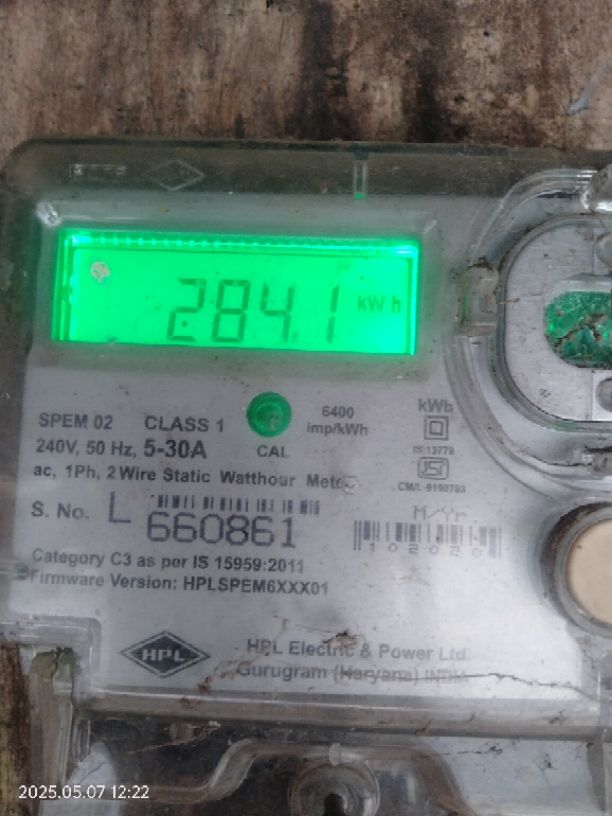 2841 kWh
SPEM 02 CLASS 1 6400 imp/kWh kWh
240V, 50 Hz, 5-30A CAL IS 13779
ac, 1Ph, 2 Wire Static Watthour Meter
CM/L-9190793
S. No. L 660861 M/Yr.
102020
Category C3 as per IS 15959:2011
Firmware Version: HPLSPEM6XXX01
HPL HPL Electric & Power Ltd.
Gurugram (Haryana) INDIA
2025.05.07 12:22